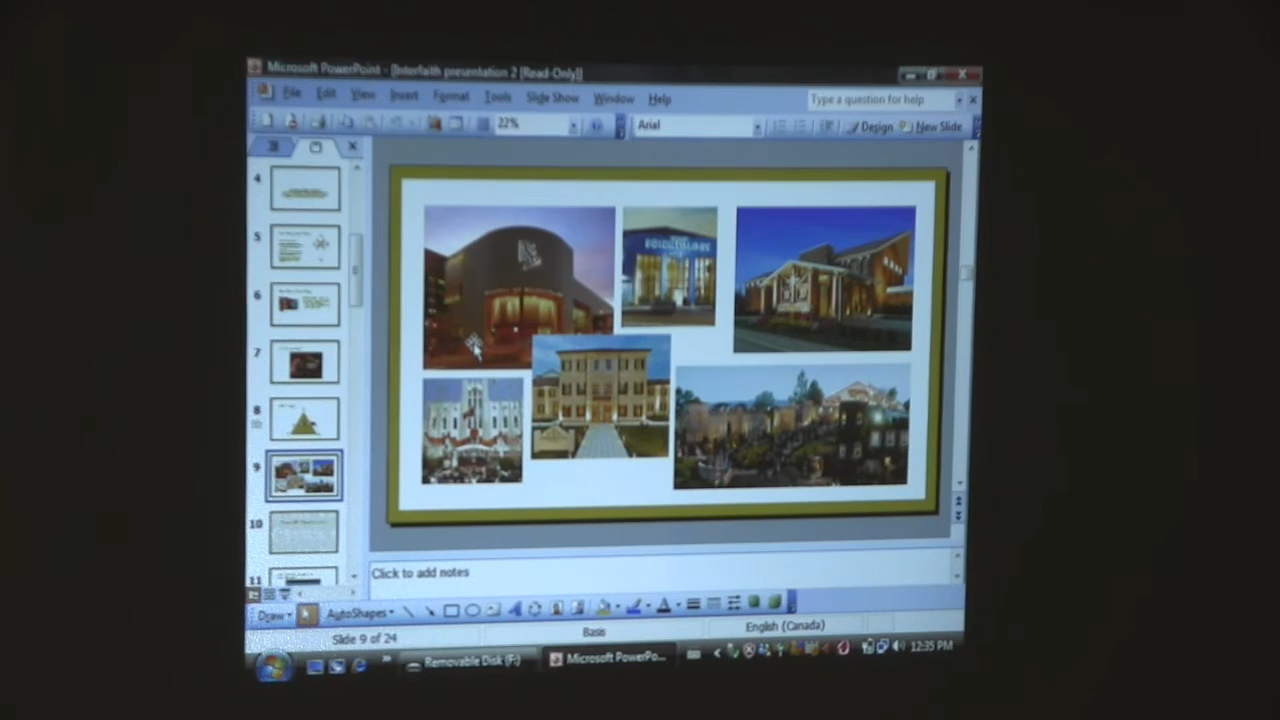 Microsoft PowerPoint - [Interfaith presentation 2 [Read-Only]]
File Edit View Insert Format Tools Slide Show Window Help
Type a question for help
22%
Arial
Design New Slide
4
5
6
7
8
9
10
11
Click to add notes
Draw AutoShapes
Slide 9 of 24
Basis
English (Canada)
Removable Disk (F:)
Microsoft PowerPo...
12:35 PM